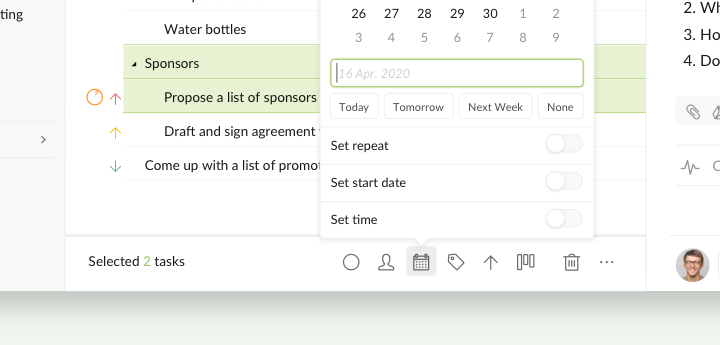 ting
Water bottles
Sponsors
Propose a list of sponsors
Draft and sign agreement
Come up with a list of promot
26 27 28 29 30 1 2
3 4 5 6 7 8 9
16 Apr. 2020
Today Tomorrow Next Week None
Set repeat
Set start date
Set time
Selected 2 tasks
2. Wh
3. Ho
4. Do